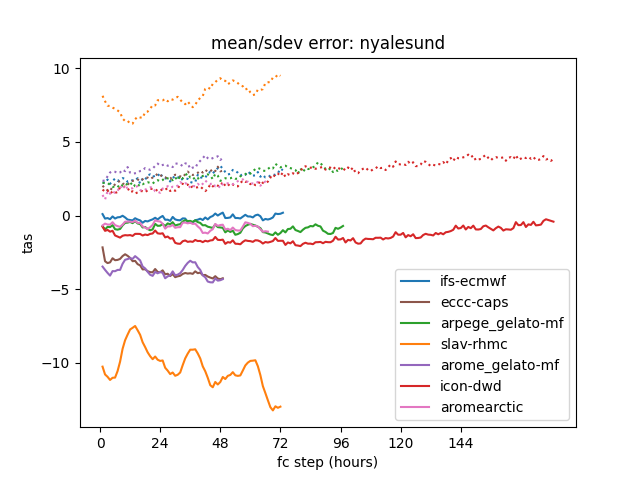 mean/sdev error: nyalesund
10
5
0
−5
−10
tas
ifs-ecmwf
eccc-caps
arpege_gelato-mf
slav-rhmc
arome_gelato-mf
icon-dwd
aromearctic
0 24 48 72 96 120 144
fc step (hours)